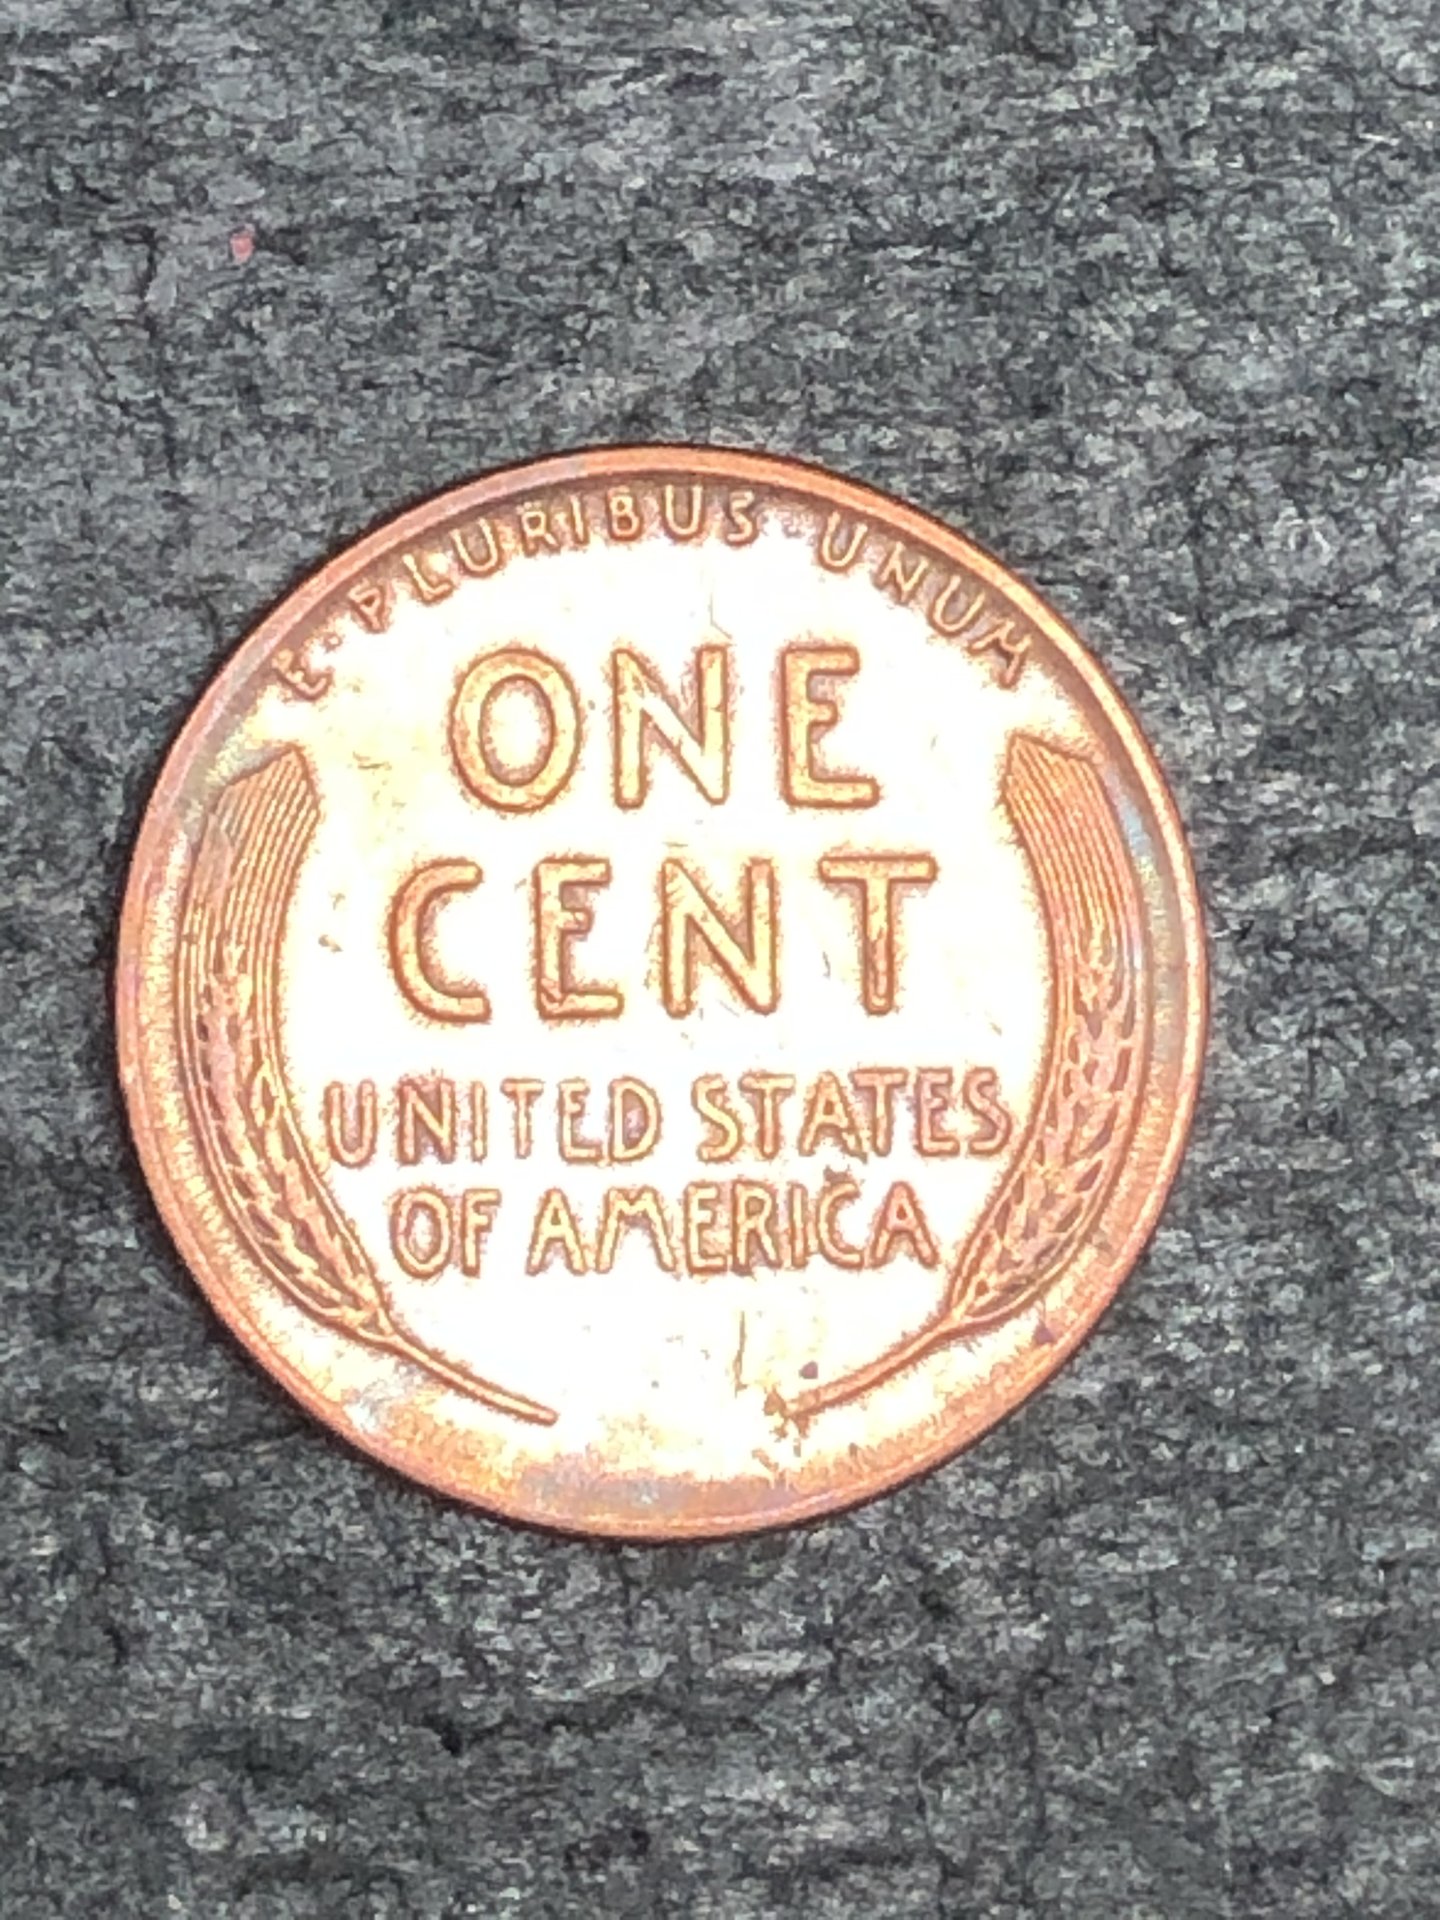 E·PLURIBUS·UNUM
ONE
CENT
UNITED STATES
OF AMERICA